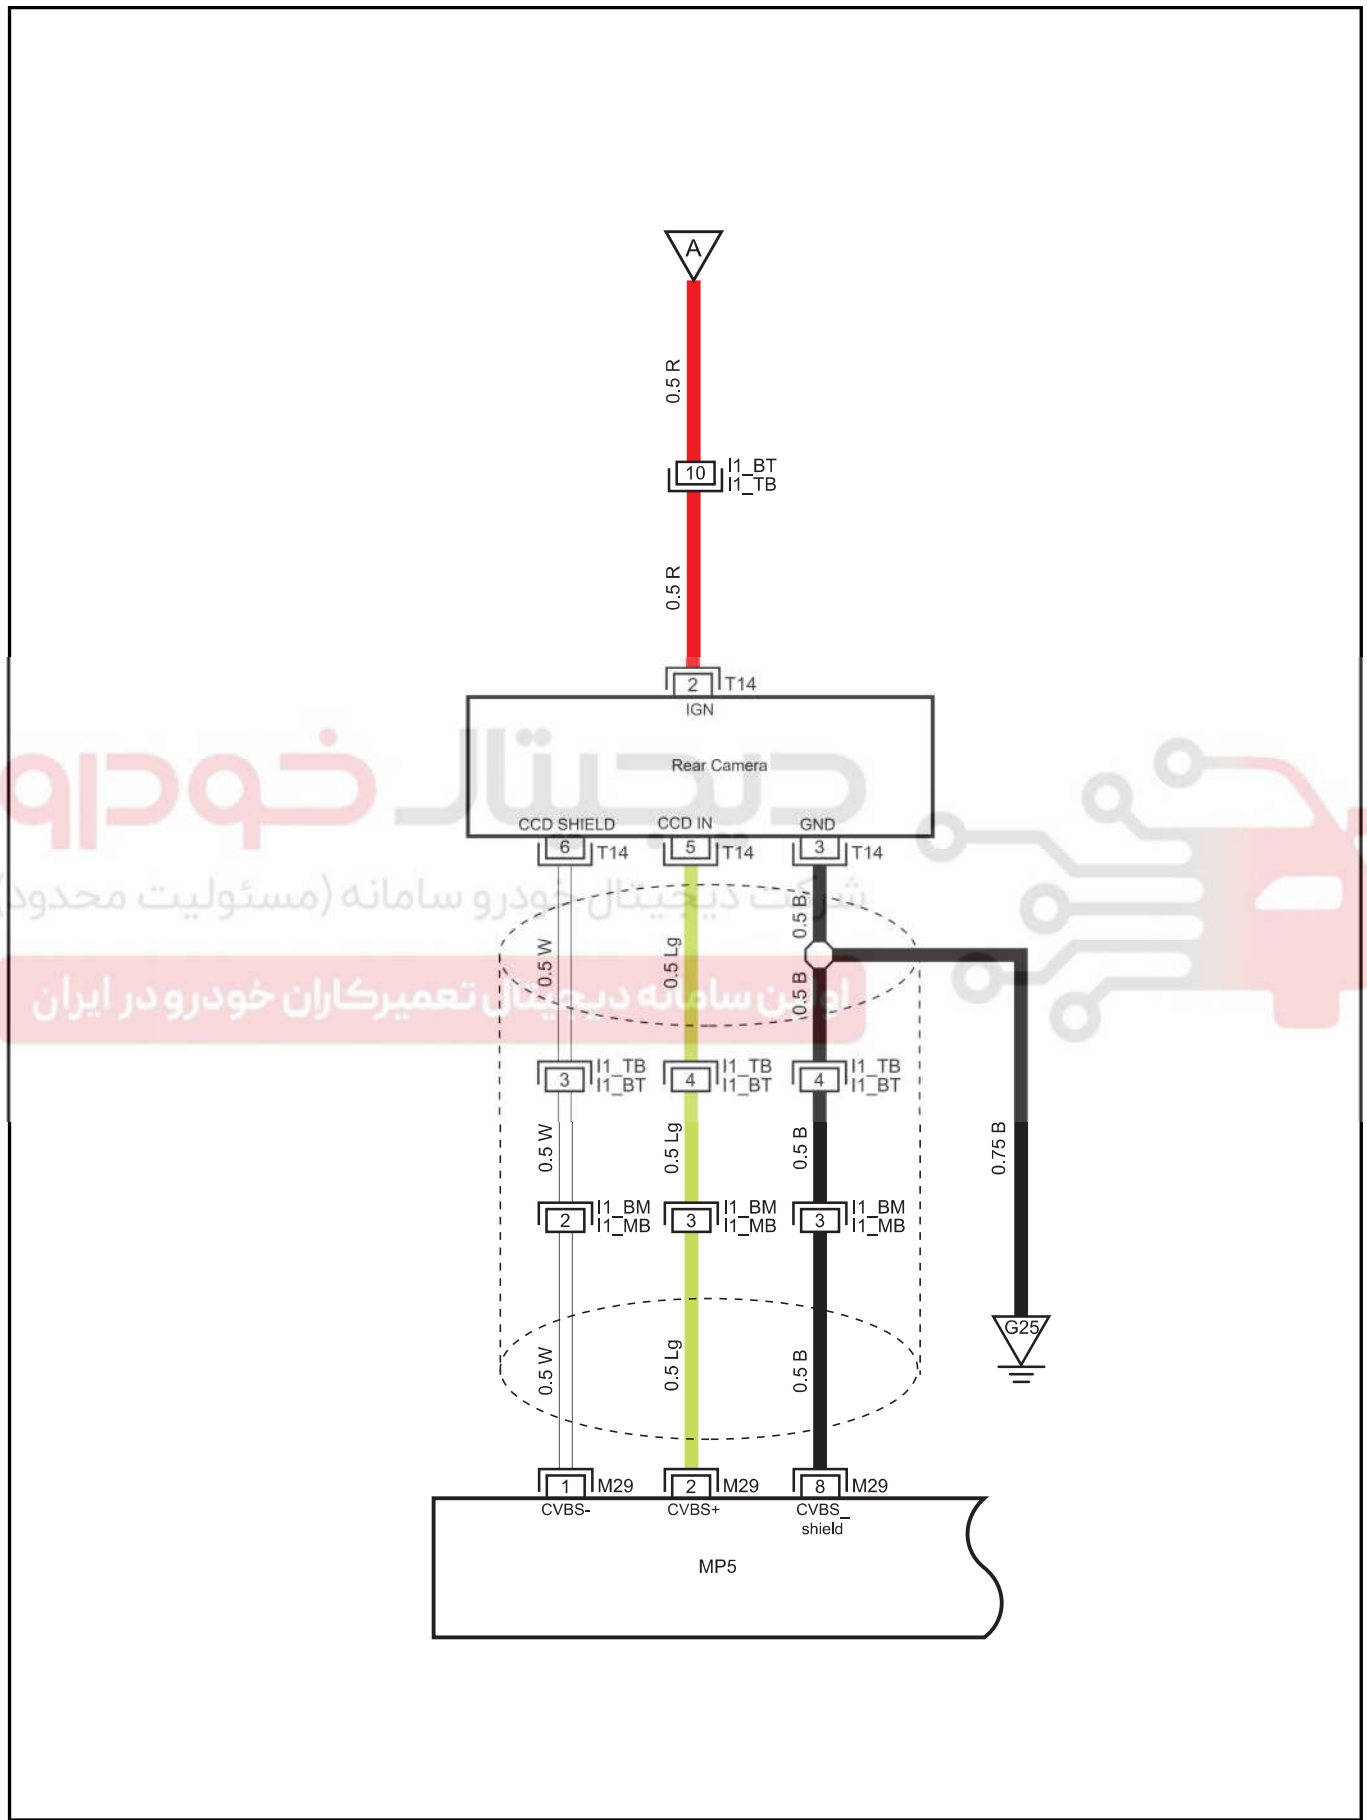 A
0.5 R
10
I1_BT
I1_TB
0.5 R
2
T14
IGN
Rear Camera
CCD SHIELD
CCD IN
GND
6
T14
5
T14
3
T14
دیجیتال خودرو
شرکت دیجیتال خودرو سامانه (مسئولیت محدود)
اولین سامانه دیجیتال تعمیرکاران خودرو در ایران
0.5 W
0.5 Lg
0.5 B
0.5 B
3
I1_TB
I1_BT
4
I1_TB
I1_BT
4
I1_TB
I1_BT
0.5 W
0.5 Lg
0.5 B
0.75 B
2
I1_BM
I1_MB
3
I1_BM
I1_MB
3
I1_BM
I1_MB
G25
0.5 W
0.5 Lg
0.5 B
1
M29
2
M29
8
M29
CVBS-
CVBS+
CVBS_
shield
MP5